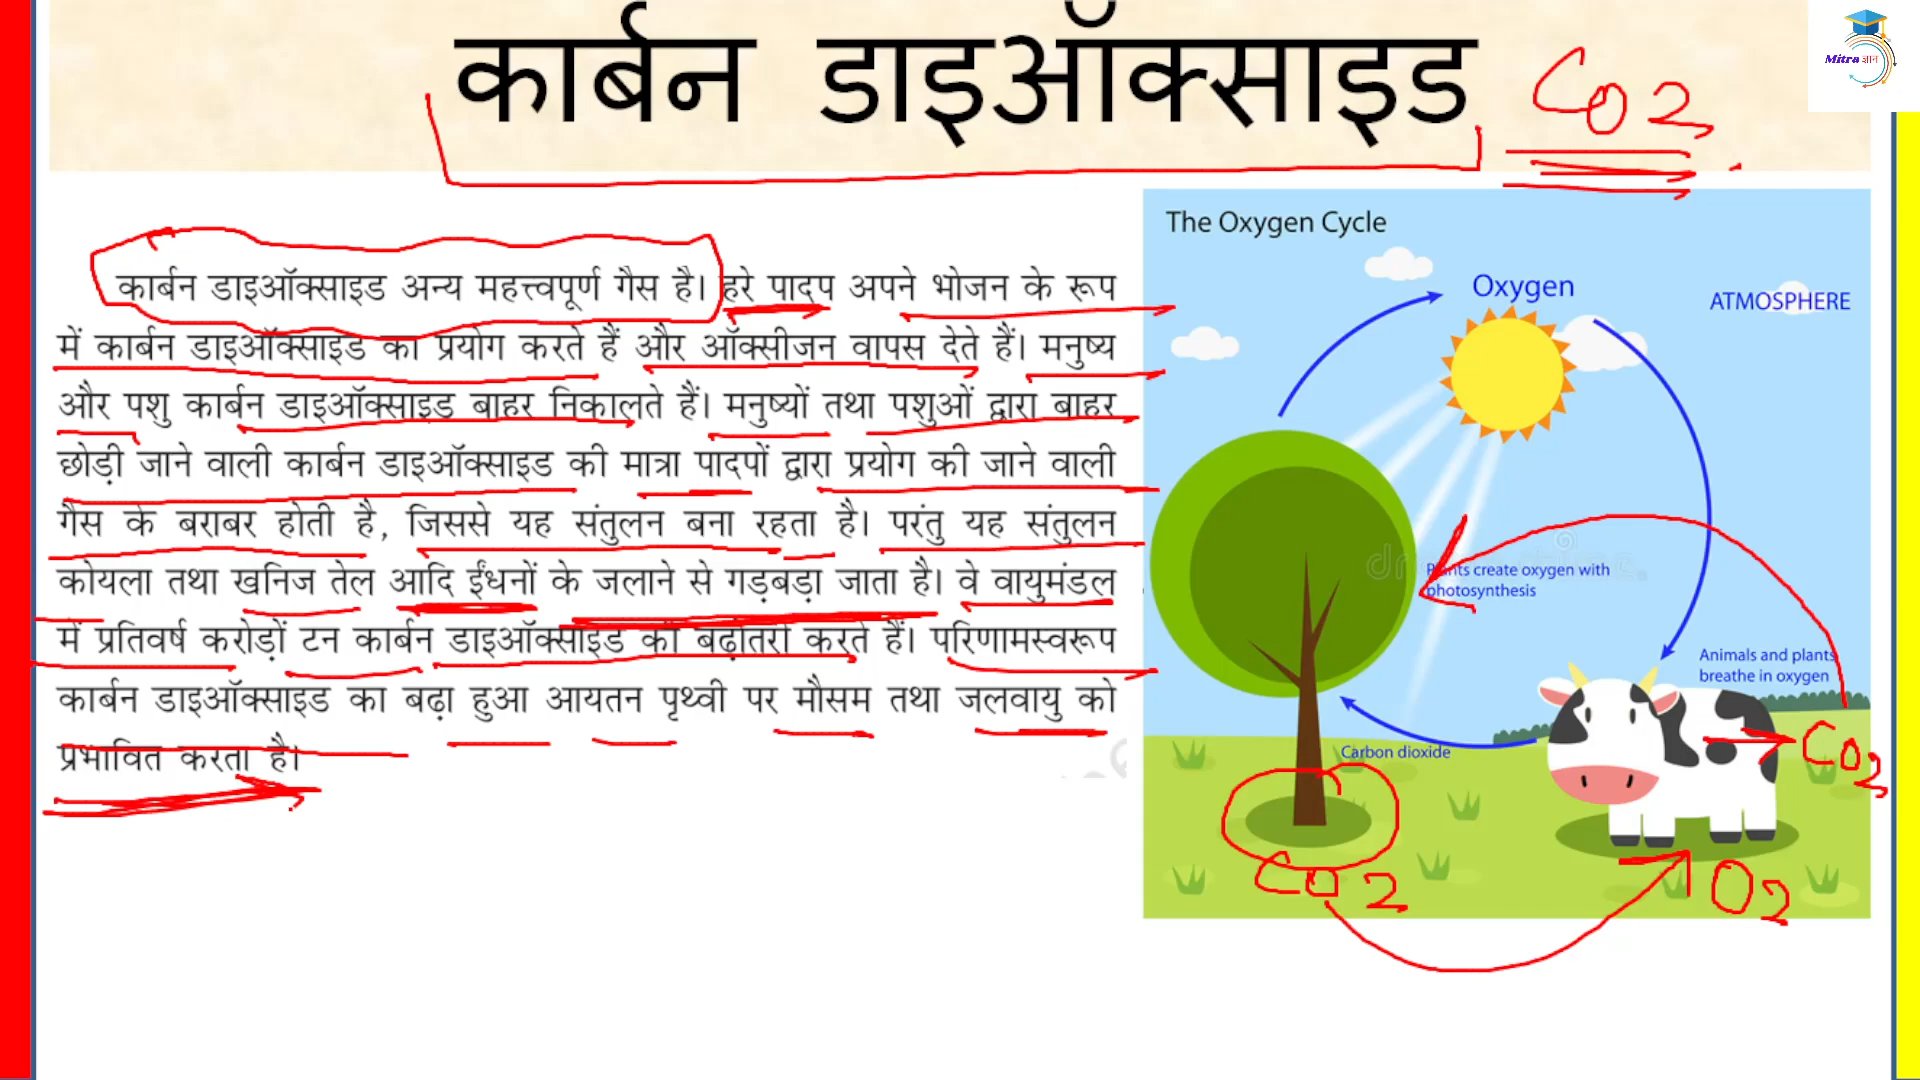 कार्बन डाइऑक्साइड
CO2
Mitra ज्ञान
कार्बन डाइऑक्साइड अन्य महत्त्वपूर्ण गैस है। हरे पादप अपने भोजन के रूप
में कार्बन डाइऑक्साइड का प्रयोग करते हैं और ऑक्सीजन वापस देते हैं। मनुष्य
और पशु कार्बन डाइऑक्साइड बाहर निकालते हैं। मनुष्यों तथा पशुओं द्वारा बाहर
छोड़ी जाने वाली कार्बन डाइऑक्साइड की मात्रा पादपों द्वारा प्रयोग की जाने वाली
गैस के बराबर होती है, जिससे यह संतुलन बना रहता है। परंतु यह संतुलन
कोयला तथा खनिज तेल आदि ईंधनों के जलाने से गड़बड़ा जाता है। वे वायुमंडल
में प्रतिवर्ष करोड़ों टन कार्बन डाइऑक्साइड की बढ़ोतरी करते हैं। परिणामस्वरूप
कार्बन डाइऑक्साइड का बढ़ा हुआ आयतन पृथ्वी पर मौसम तथा जलवायु को
प्रभावित करता है।
The Oxygen Cycle
Oxygen
ATMOSPHERE
Plants create oxygen with
photosynthesis
Animals and plants
breathe in oxygen
Carbon dioxide
CO2
CO2
O2